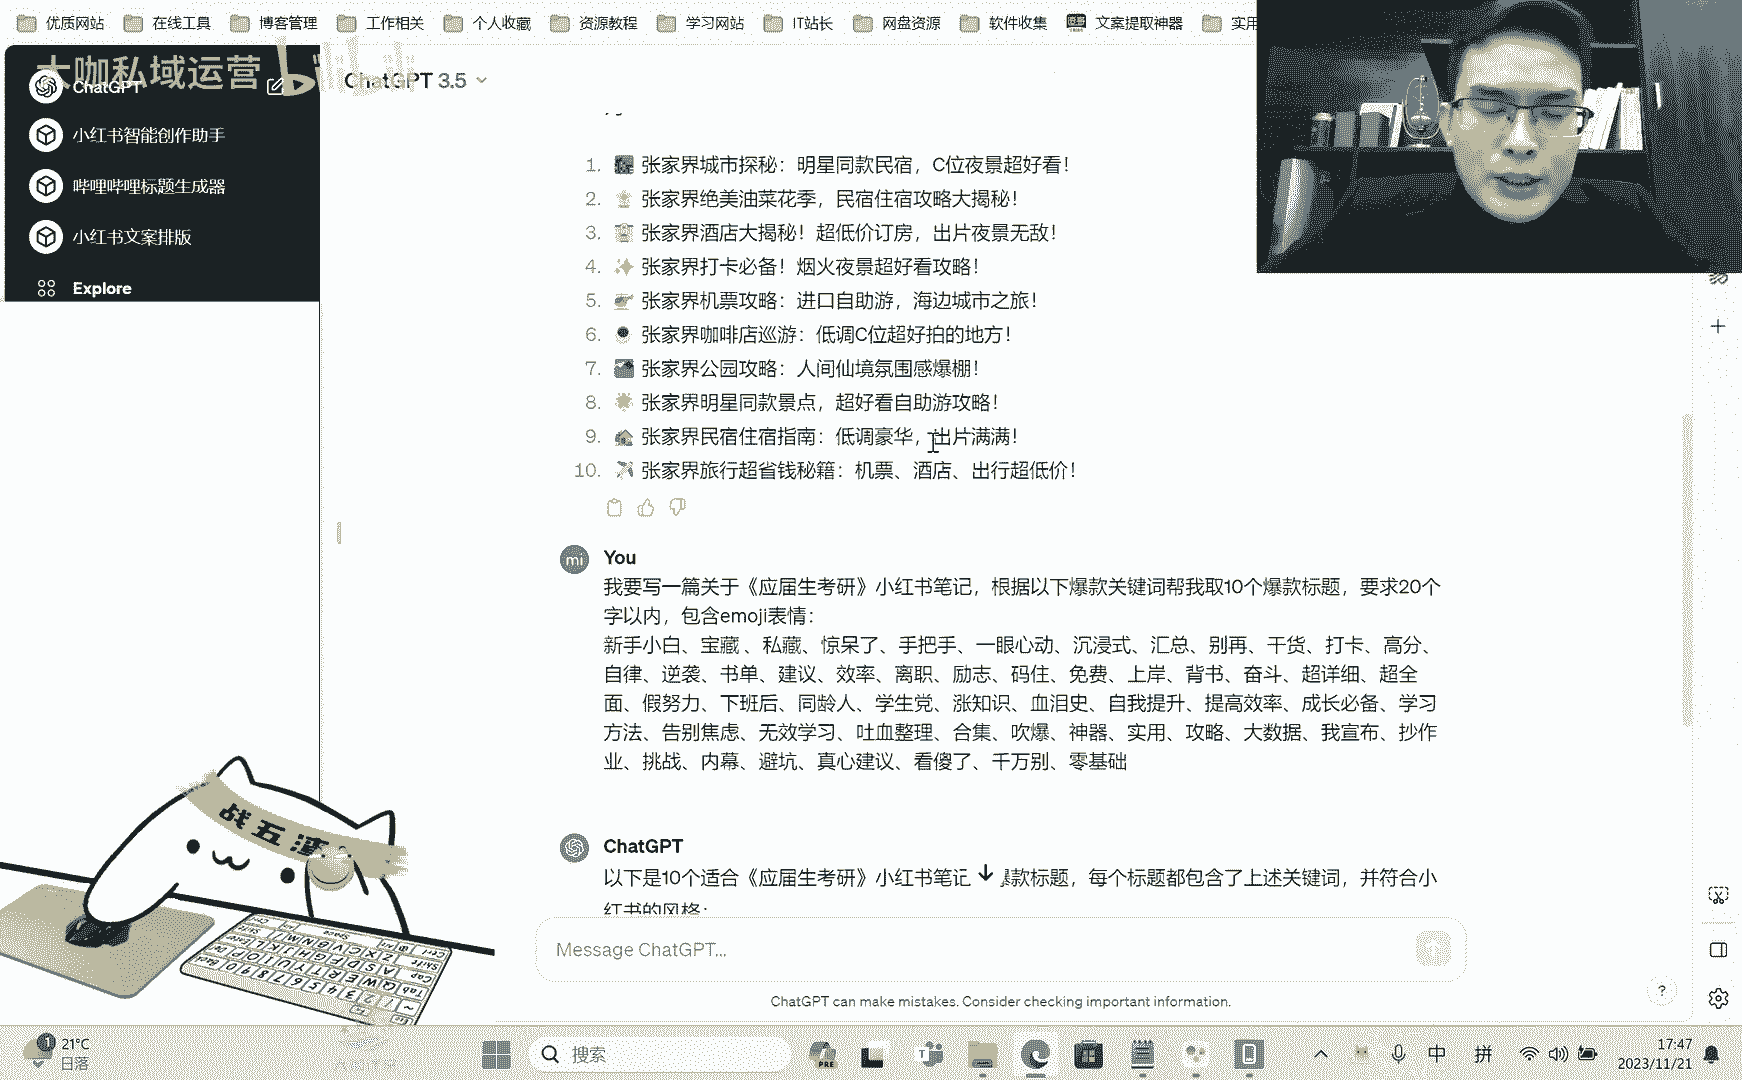 优质网站 在线工具 博客管理 工作相关 个人收藏 资源教程 学习网站 IT站长 网盘资源 软件收集 文案提取神器
大咖私域运营 bilibili
ChatGPT
小红书智能创作助手
哔哩哔哩标题生成器
小红书文案排版
Explore
ChatGPT 3.5
1. 张家界城市探秘：明星同款民宿，C位夜景超好看！
2. 张家界绝美油菜花季，民宿住宿攻略大揭秘！
3. 张家界酒店大揭秘！超低价订房，出片夜景无敌！
4. 张家界打卡必备！烟火夜景超好看攻略！
5. 张家界机票攻略：进口自助游，海边城市之旅！
6. 张家界咖啡店巡游：低调C位超好拍的地方！
7. 张家界公园攻略：人间仙境氛围感爆棚！
8. 张家界明星同款景点，超好看自助游攻略！
9. 张家界民宿住宿指南：低调豪华，出片满满！
10. 张家界旅行超省钱秘籍：机票、酒店、出行超低价！
mi You
我要写一篇关于《应届生考研》小红书笔记，根据以下爆款关键词帮我取10个爆款标题，要求20个
字以内，包含emoji表情：
新手小白、宝藏 、私藏、惊呆了、手把手、一眼心动、沉浸式、汇总、别再、干货、打卡、高分、
自律、逆袭、书单、建议、效率、离职、励志、码住、免费、上岸、背书、奋斗、超详细、超全
面、假努力、下班后、同龄人、学生党、涨知识、血泪史、自我提升、提高效率、成长必备、学习
方法、告别焦虑、无效学习、吐血整理、合集、吹爆、神器、实用、攻略、大数据、我宣布、抄作
业、挑战、内幕、避坑、真心建议、看傻了、千万别、零基础
ChatGPT
以下是10个适合《应届生考研》小红书笔记 款标题，每个标题都包含了上述关键词，并符合小
红书的风格：
Message ChatGPT...
ChatGPT can make mistakes. Consider checking important information.
?
战五渣
1 21°C
日落
搜索
PRE
中 拼
17:47
2023/11/21